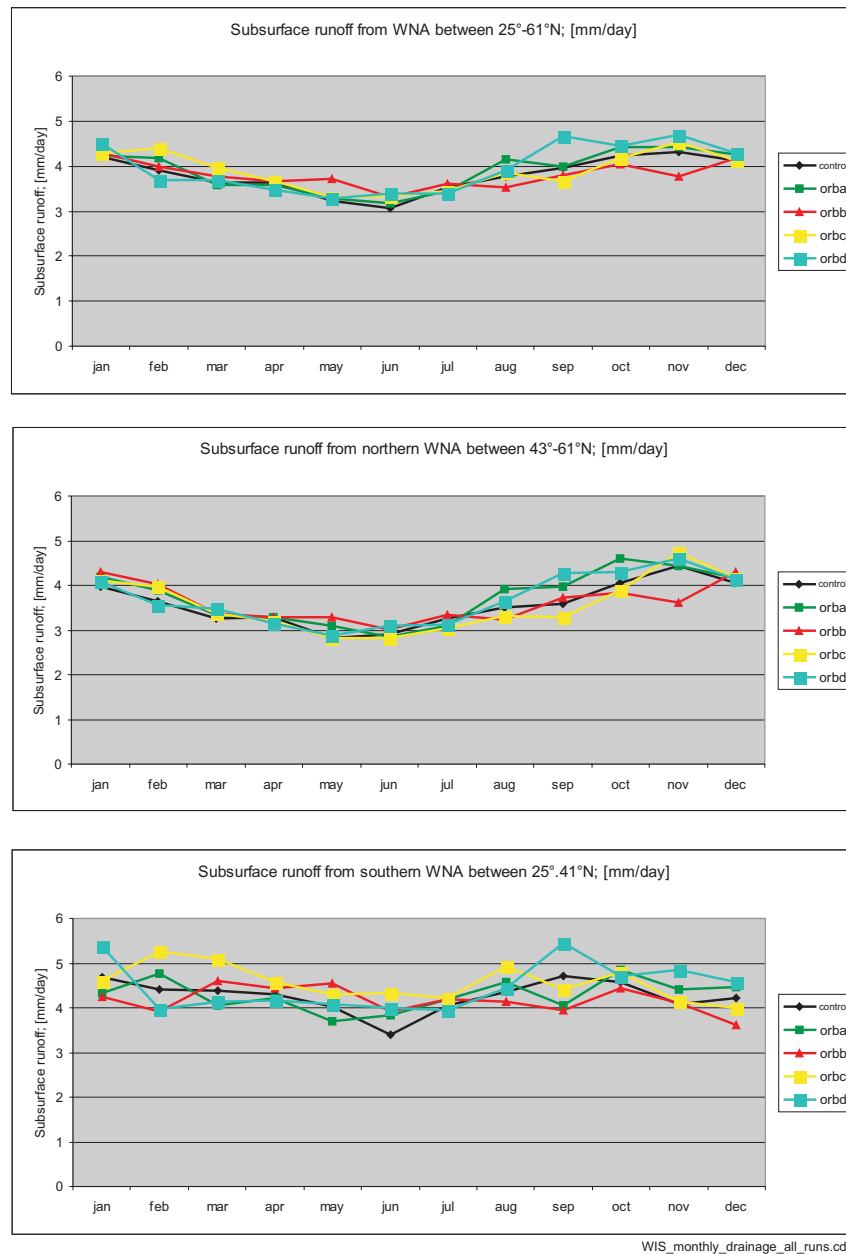 Subsurface runoff from WNA between 25°-61°N; [mm/day]
Subsurface runoff; [mm/day]
6
5
4
3
2
1
0
jan feb mar apr may jun jul aug sep oct nov dec
control
orba
orbb
orbc
orbd
Subsurface runoff from northern WNA between 43°-61°N; [mm/day]
Subsurface runoff; [mm/day]
6
5
4
3
2
1
0
jan feb mar apr may jun jul aug sep oct nov dec
control
orba
orbb
orbc
orbd
Subsurface runoff from southern WNA between 25°.41°N; [mm/day]
Subsurface runoff; [mm/day]
6
5
4
3
2
1
0
jan feb mar apr may jun jul aug sep oct nov dec
control
orba
orbb
orbc
orbd
WIS_monthly_drainage_all_runs.cd